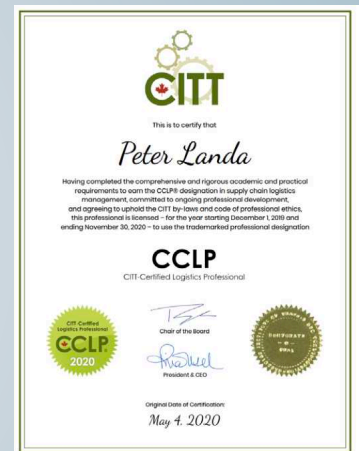 CITT
This is to certify that
Peter Landa
Having completed the comprehensive and rigorous academic and practical
requirements to earn the CCLP® designation in supply chain logistics
management, committed to ongoing professional development,
and agreeing to uphold the CITT by-laws and code of professional ethics,
this professional is licensed – for the year starting December 1, 2019 and
ending November 30, 2020 – to use the trademarked professional designation
CCLP
CITT-Certified Logistics Professional
CITT-Certified
Logistics Professional
CCLP®
2020
Chair of the Board
President & CEO
CORPORATE
SEAL
Original Date of Certification:
May 4, 2020